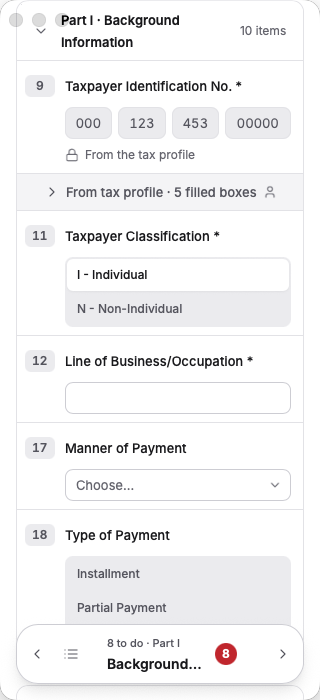 Part I · Background
Information
10 items
9
Taxpayer Identification No. *
000
123
453
00000
From the tax profile
From tax profile · 5 filled boxes
11
Taxpayer Classification *
I - Individual
N - Non-Individual
12
Line of Business/Occupation *
17
Manner of Payment
Choose...
18
Type of Payment
Installment
Partial Payment
8 to do · Part I
Background...
8